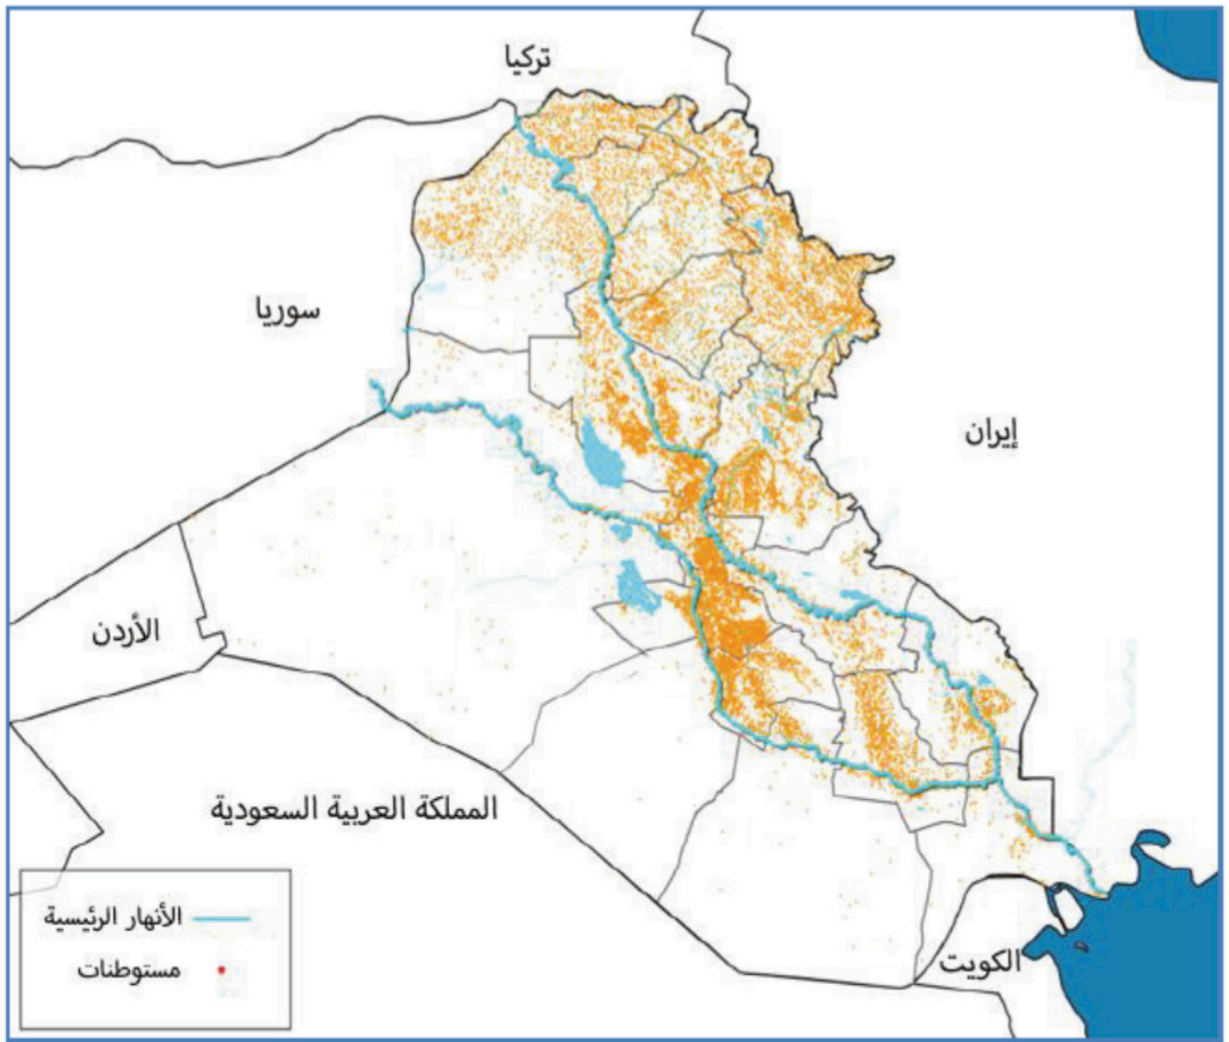 تركيا
سوريا
إيران
الأردن
المملكة العربية السعودية
الأنهار الرئيسية
مستوطنات
الكويت